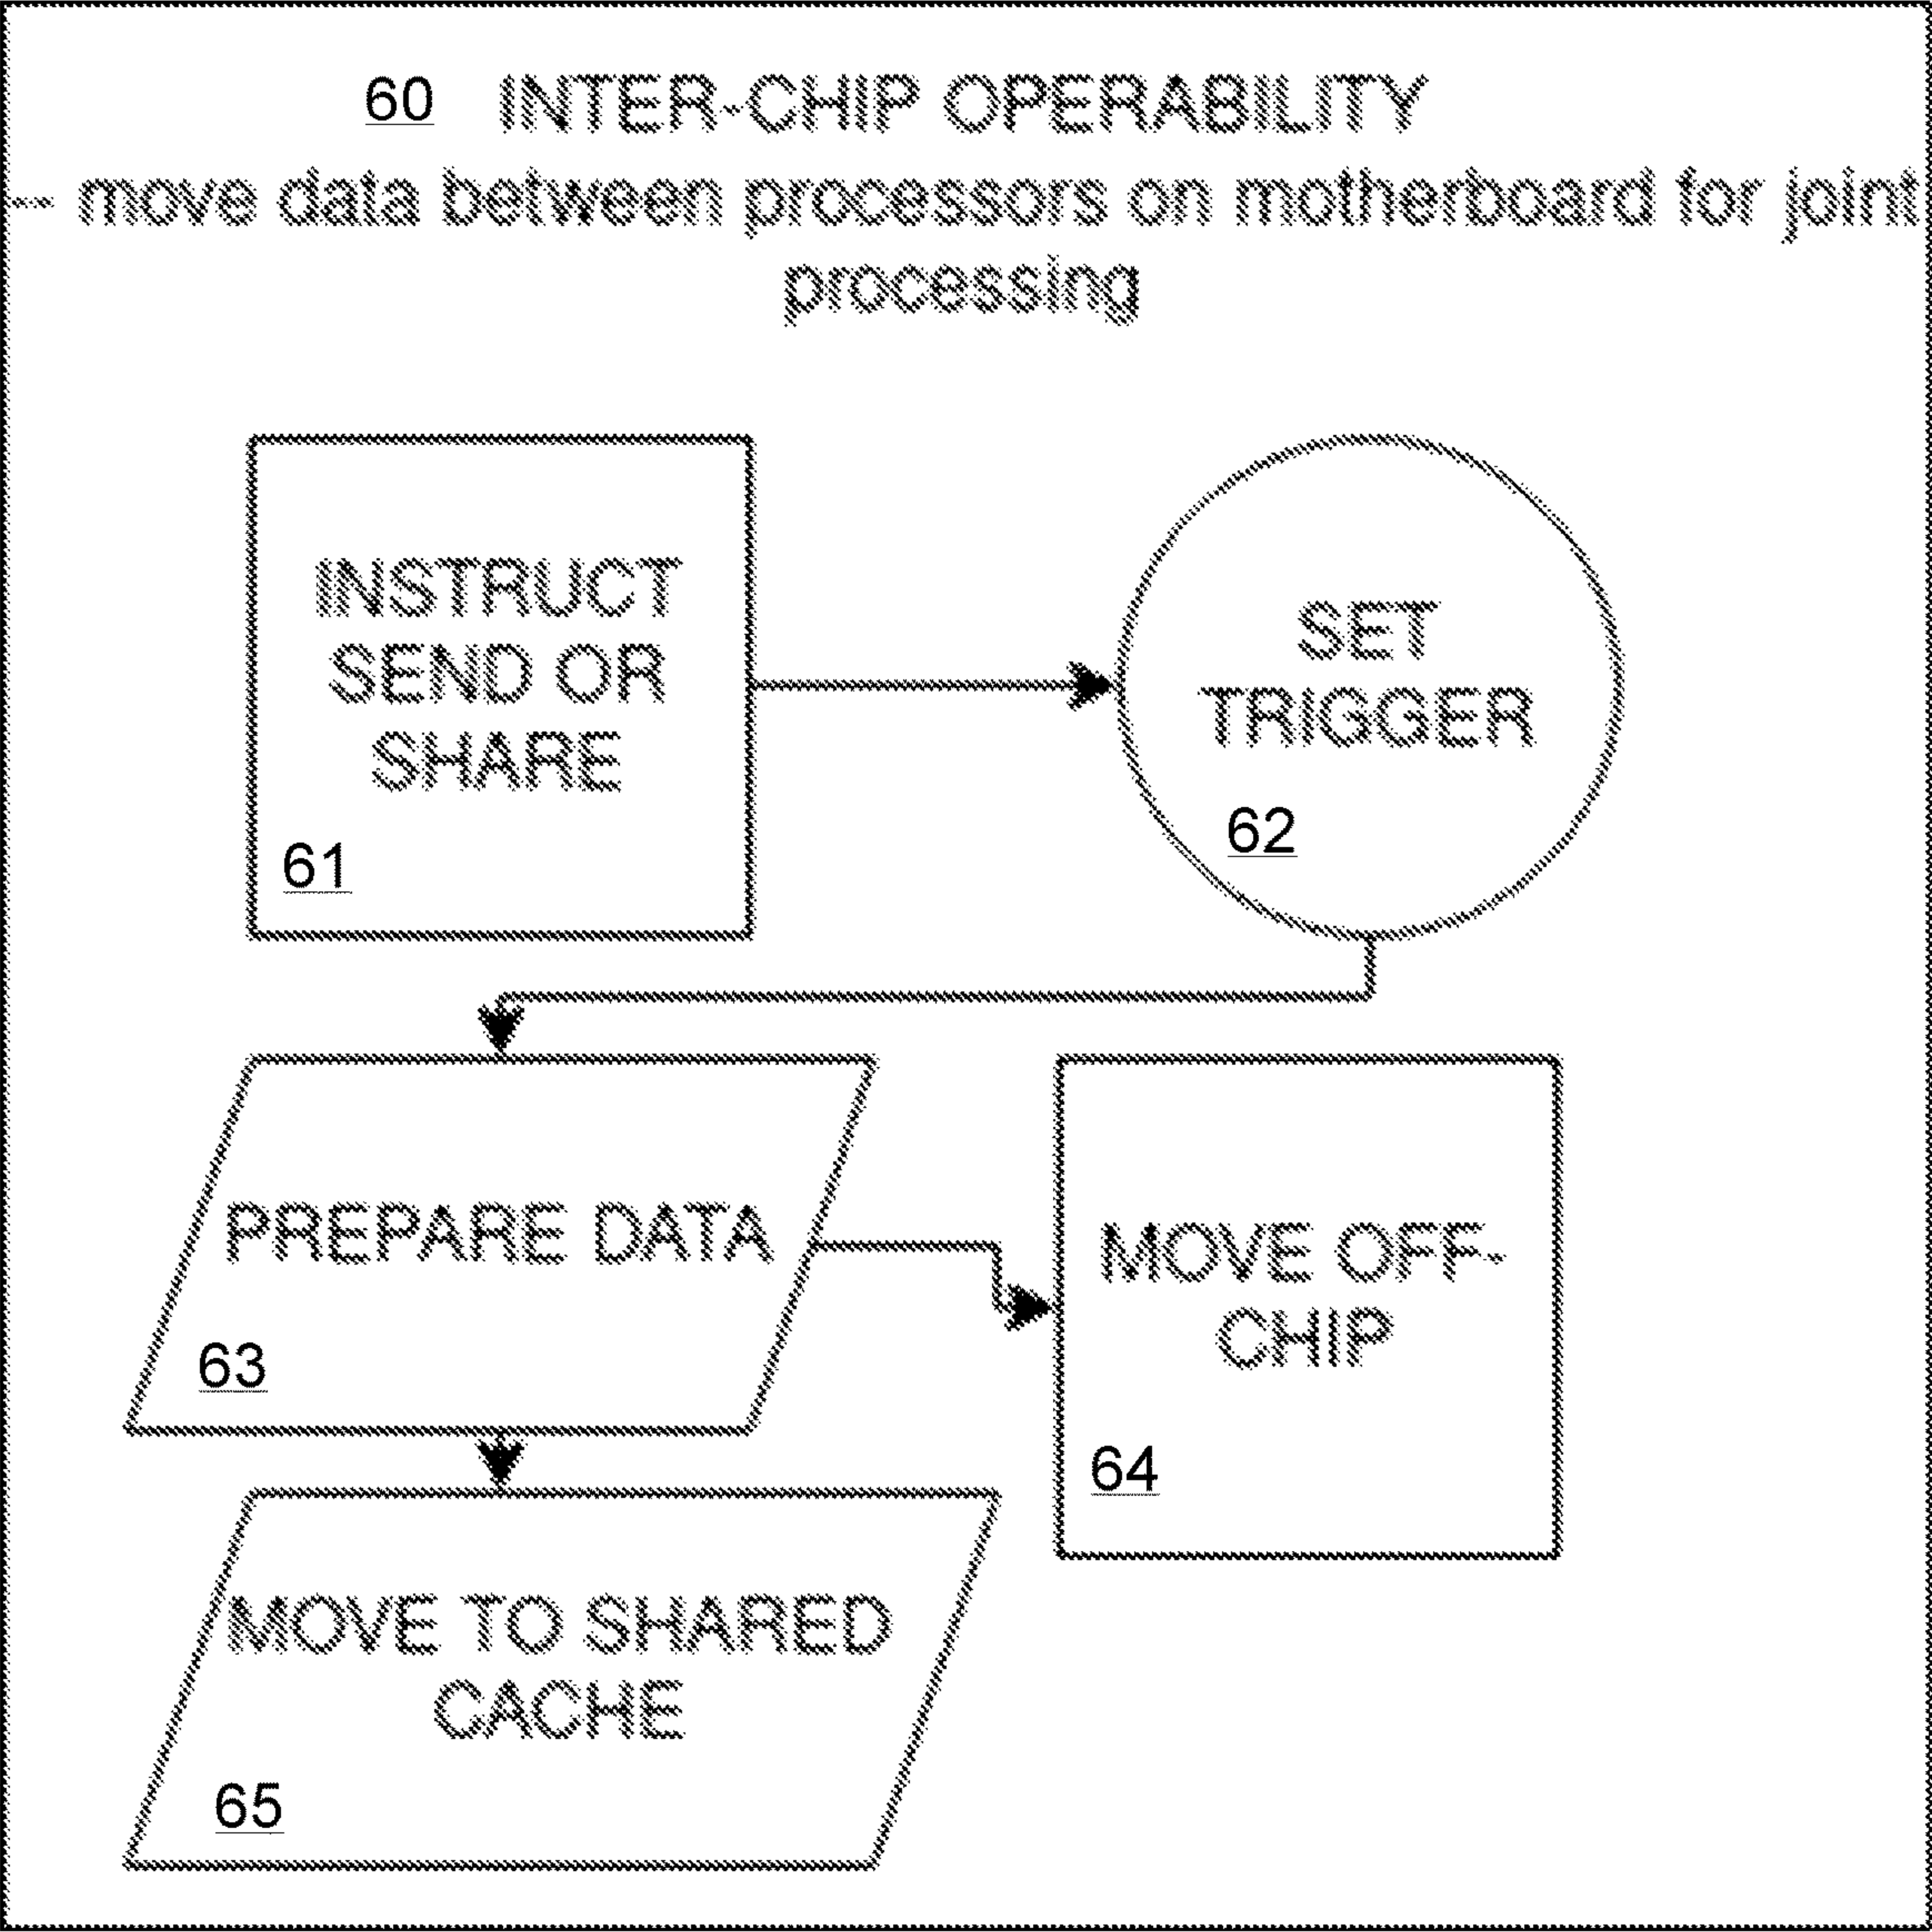 60 INTER-CHIP OPERABILITY
-- move data between processors on motherboard for joint
processing
INSTRUCT
SEND OR
SHARE
61
SET
TRIGGER
62
PREPARE DATA
63
MOVE OFF-
CHIP
64
MOVE TO SHARED
CACHE
65